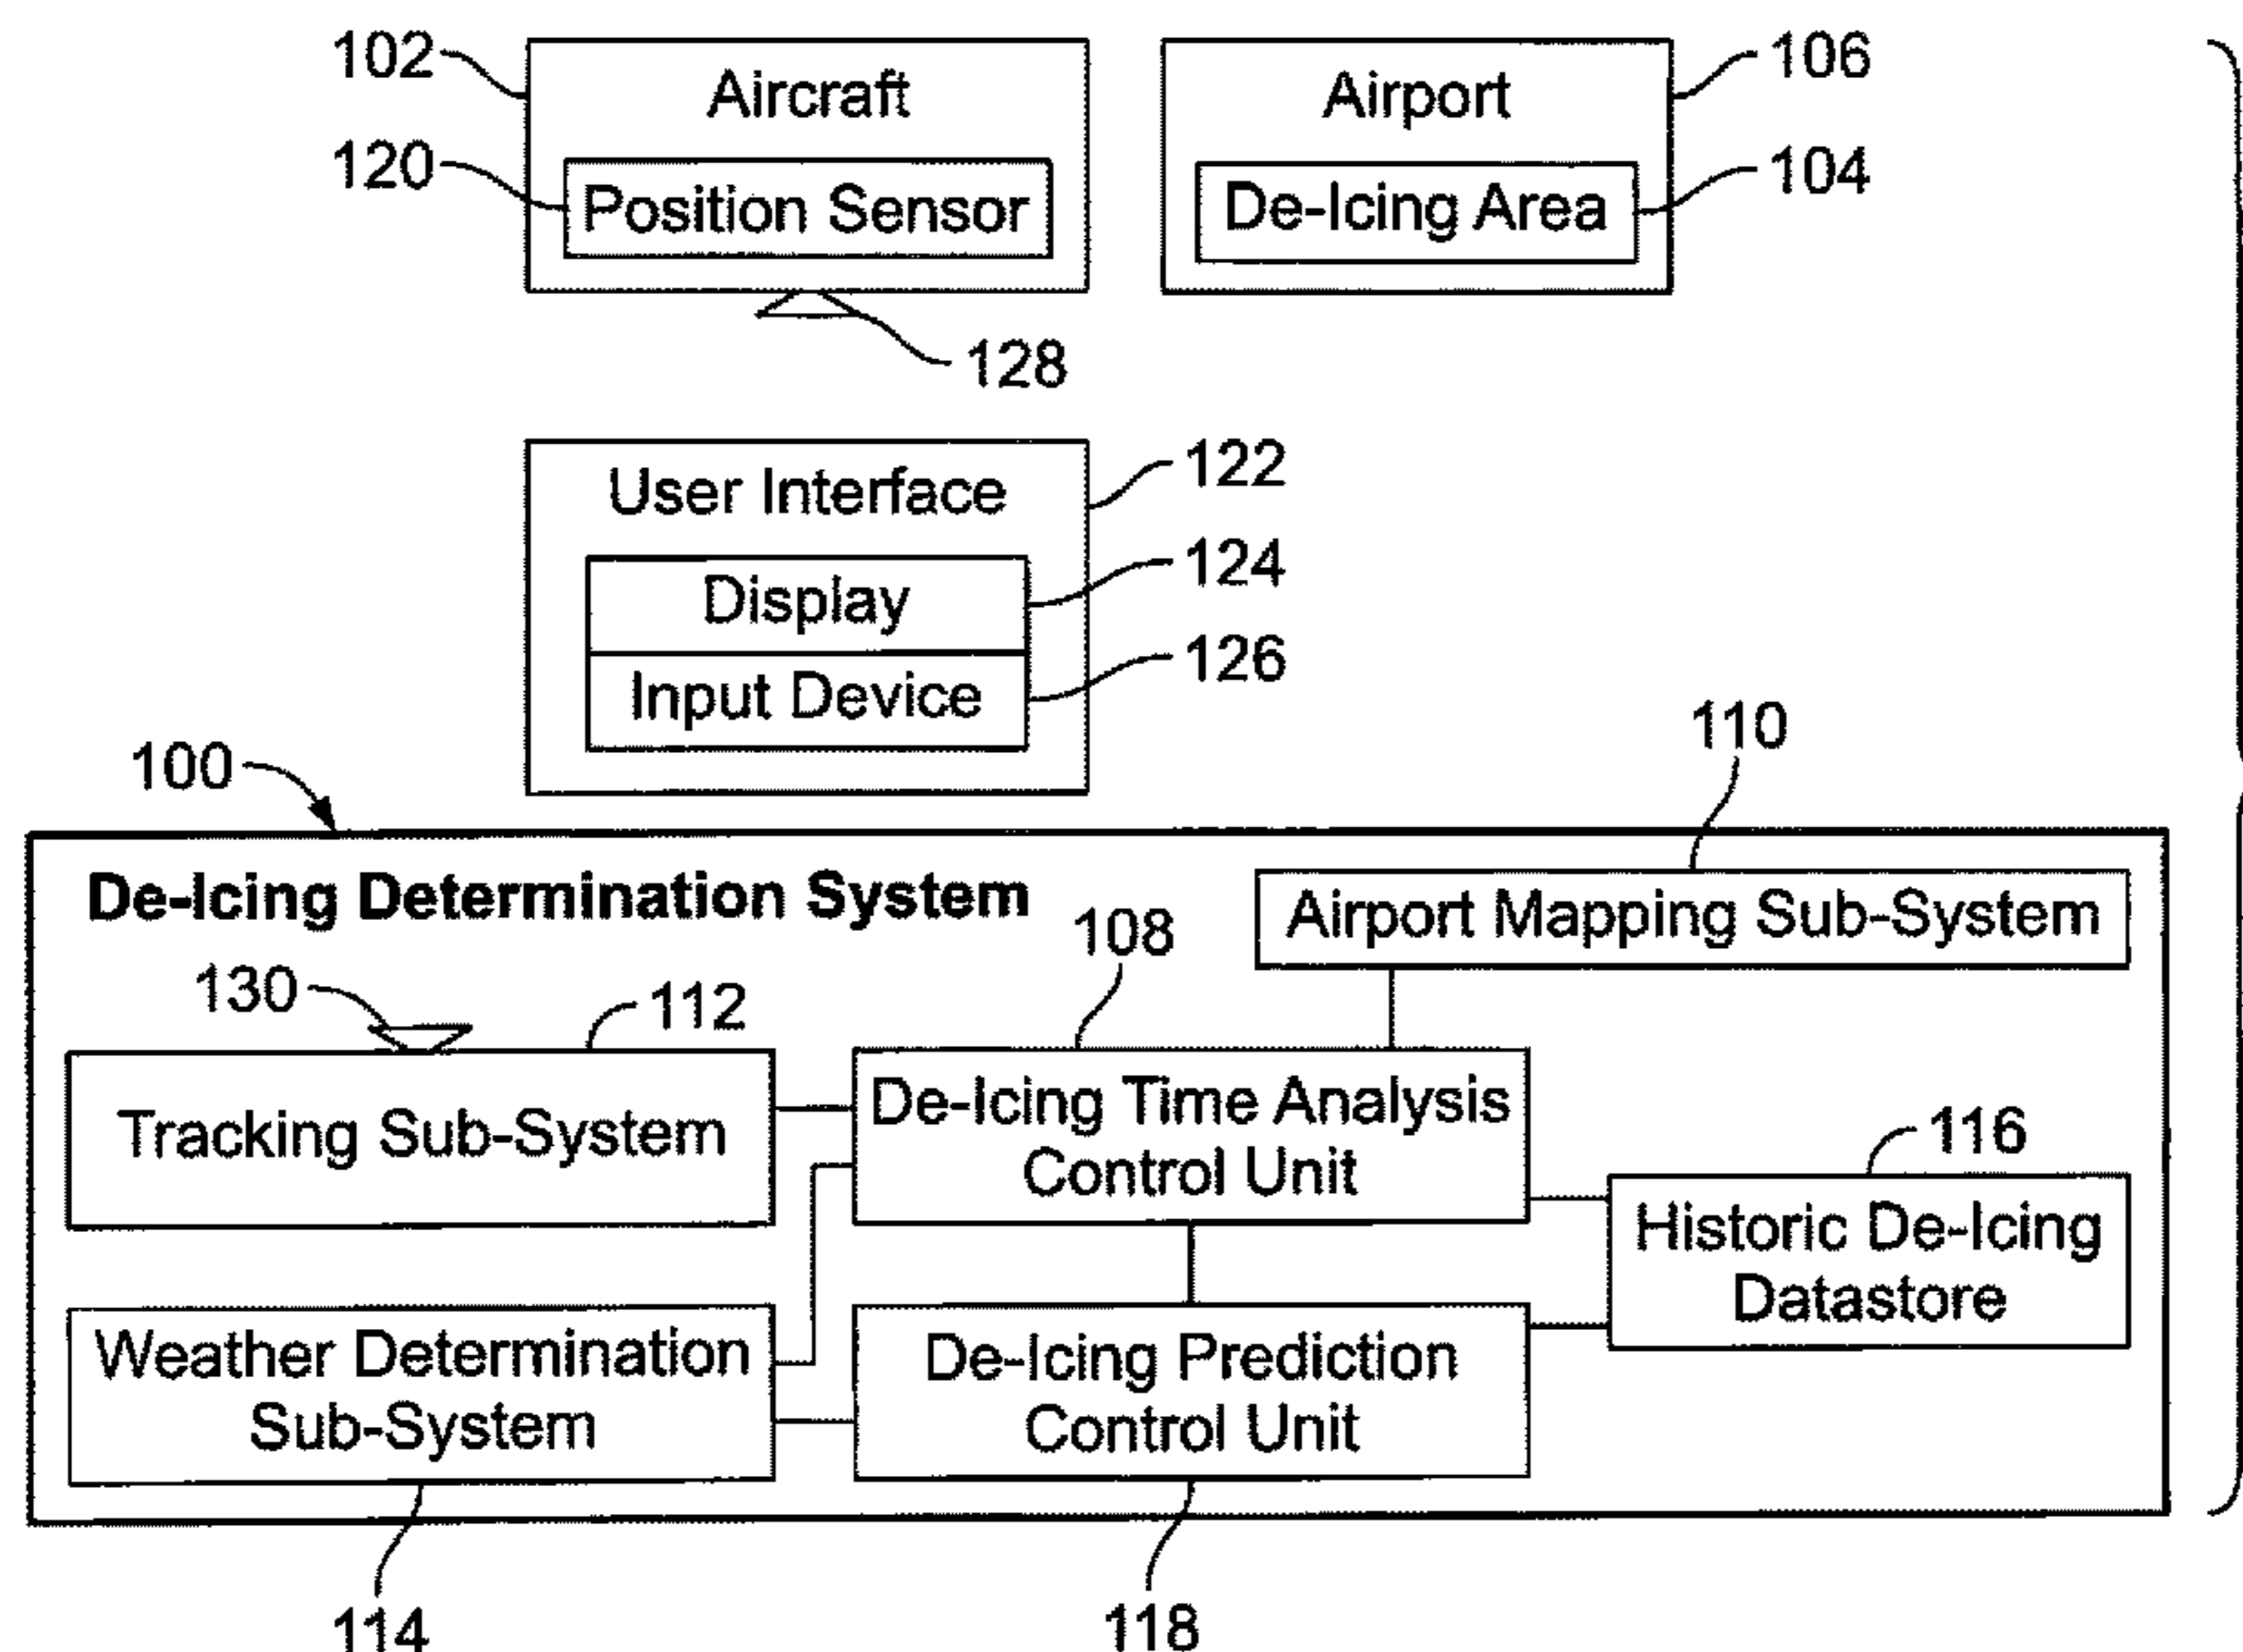 102
Aircraft
106
Airport
120
Position Sensor
104
De-Icing Area
128
122
User Interface
124
Display
126
Input Device
110
100
De-Icing Determination System
Airport Mapping Sub-System
108
130
112
Tracking Sub-System
De-Icing Time Analysis
Control Unit
116
Historic De-Icing
Datastore
Weather Determination
Sub-System
De-Icing Prediction
Control Unit
114
118